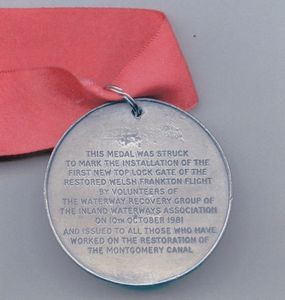 THIS MEDAL WAS STRUCK
TO MARK THE INSTALLATION OF THE
FIRST NEW TOP LOCK GATE OF THE
RESTORED WELSH FRANKTON FLIGHT
BY VOLUNTEERS OF
THE WATERWAY RECOVERY GROUP OF
THE INLAND WATERWAYS ASSOCIATION
ON 10TH OCTOBER 1981
AND ISSUED TO ALL THOSE WHO HAVE
WORKED ON THE RESTORATION OF
THE MONTGOMERY CANAL